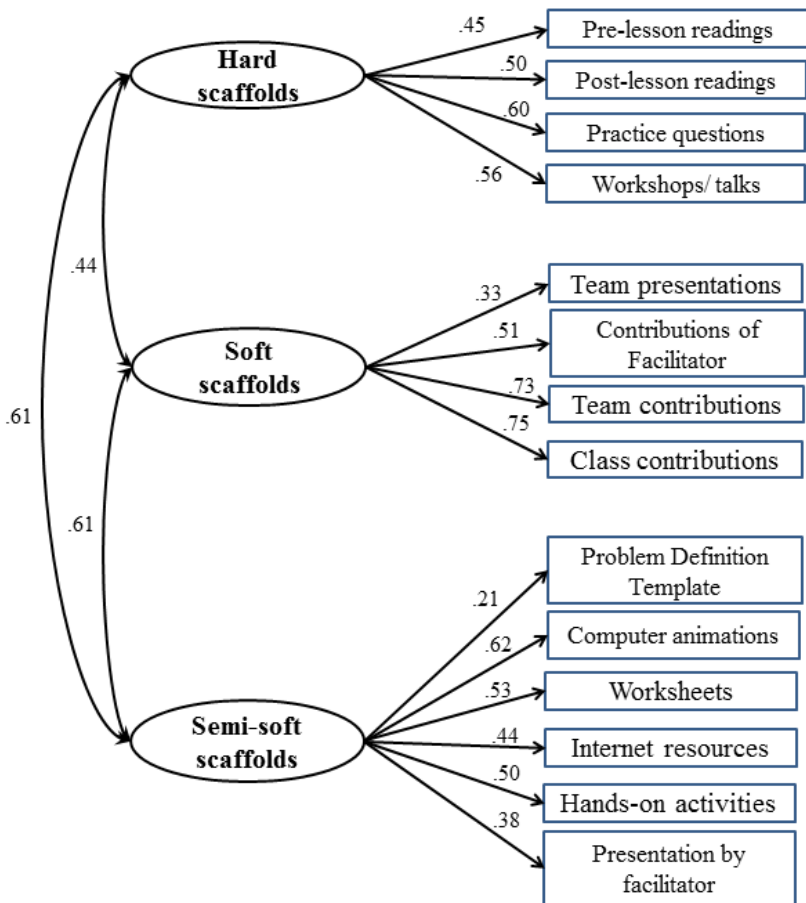 .45
Pre-lesson readings
Hard
scaffolds
.50
Post-lesson readings
.60
Practice questions
.56
Workshops/ talks
.44
.33
Team presentations
Soft
scaffolds
.51
Contributions of
Facilitator
.73
Team contributions
.75
Class contributions
.61
.61
Problem Definition
Template
.21
.62
Computer animations
.53
Worksheets
Semi-soft
scaffolds
.44
Internet resources
.50
Hands-on activities
.38
Presentation by
facilitator